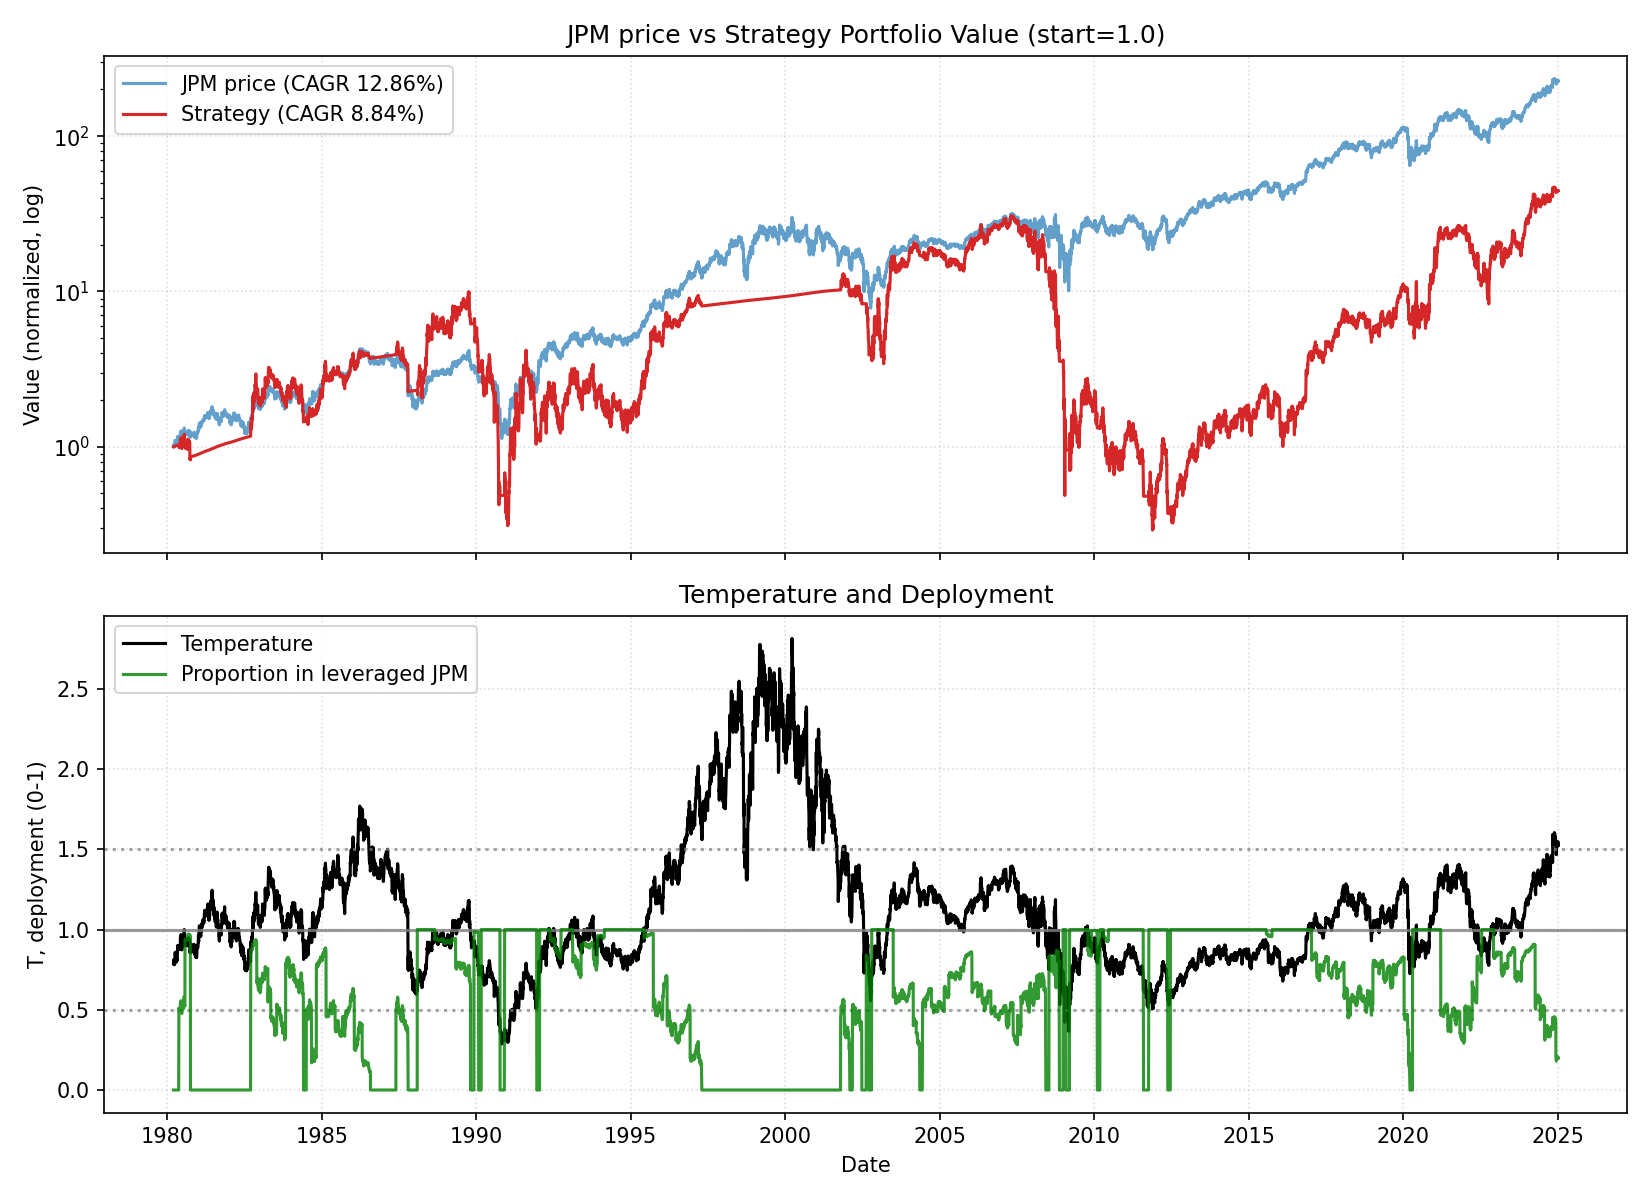 JPM price vs Strategy Portfolio Value (start=1.0)
JPM price (CAGR 12.86%)
Strategy (CAGR 8.84%)
Value (normalized, log)
10²
10¹
10⁰
Temperature and Deployment
Temperature
Proportion in leveraged JPM
T, deployment (0-1)
2.5
2.0
1.5
1.0
0.5
0.0
1980 1985 1990 1995 2000 2005 2010 2015 2020 2025
Date